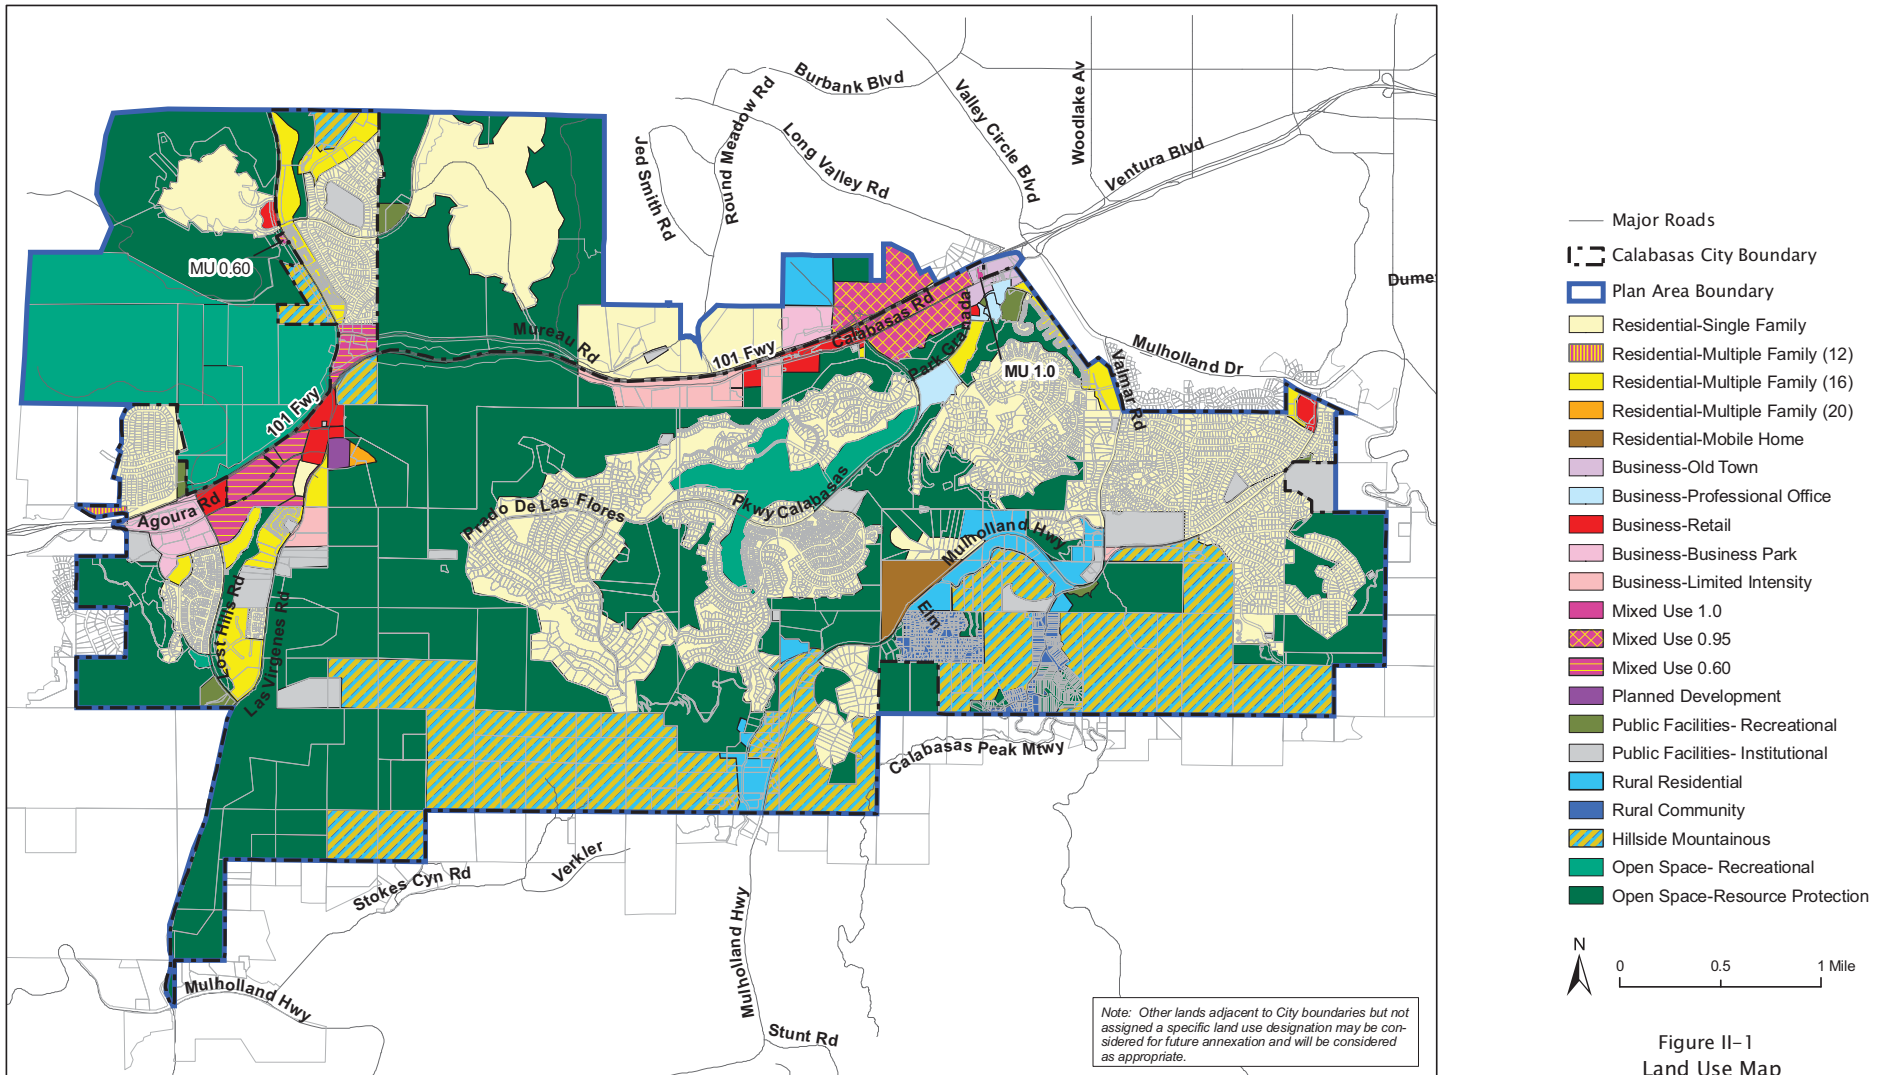 Burbank Blvd
Valley Circle Blvd
Woodlake Av
Ventura Blvd
Round Meadow Rd
Long Valley Rd
Jed Smith Rd
MU 0.60
Mureau Rd
101 Fwy
Calabasas Rd
Park Granada
MU 1.0
Mulholland Dr
Valmar Rd
101 Fwy
Agoura Rd
Prado De Las Flores
Pkwy Calabasas
Mulholland Hwy
Elm
Lost Hills Rd
Las Virgenes Rd
Calabasas Peak Mtwy
Stokes Cyn Rd
Verkler
Mulholland Hwy
Mulholland Hwy
Stunt Rd
Note: Other lands adjacent to City boundaries but not
assigned a specific land use designation may be con-
sidered for future annexation and will be considered
as appropriate.
Major Roads
Calabasas City Boundary
Plan Area Boundary
Residential-Single Family
Residential-Multiple Family (12)
Residential-Multiple Family (16)
Residential-Multiple Family (20)
Residential-Mobile Home
Business-Old Town
Business-Professional Office
Business-Retail
Business-Business Park
Business-Limited Intensity
Mixed Use 1.0
Mixed Use 0.95
Mixed Use 0.60
Planned Development
Public Facilities- Recreational
Public Facilities- Institutional
Rural Residential
Rural Community
Hillside Mountainous
Open Space- Recreational
Open Space-Resource Protection
N
0 0.5 1 Mile
Figure II-1
Land Use Map